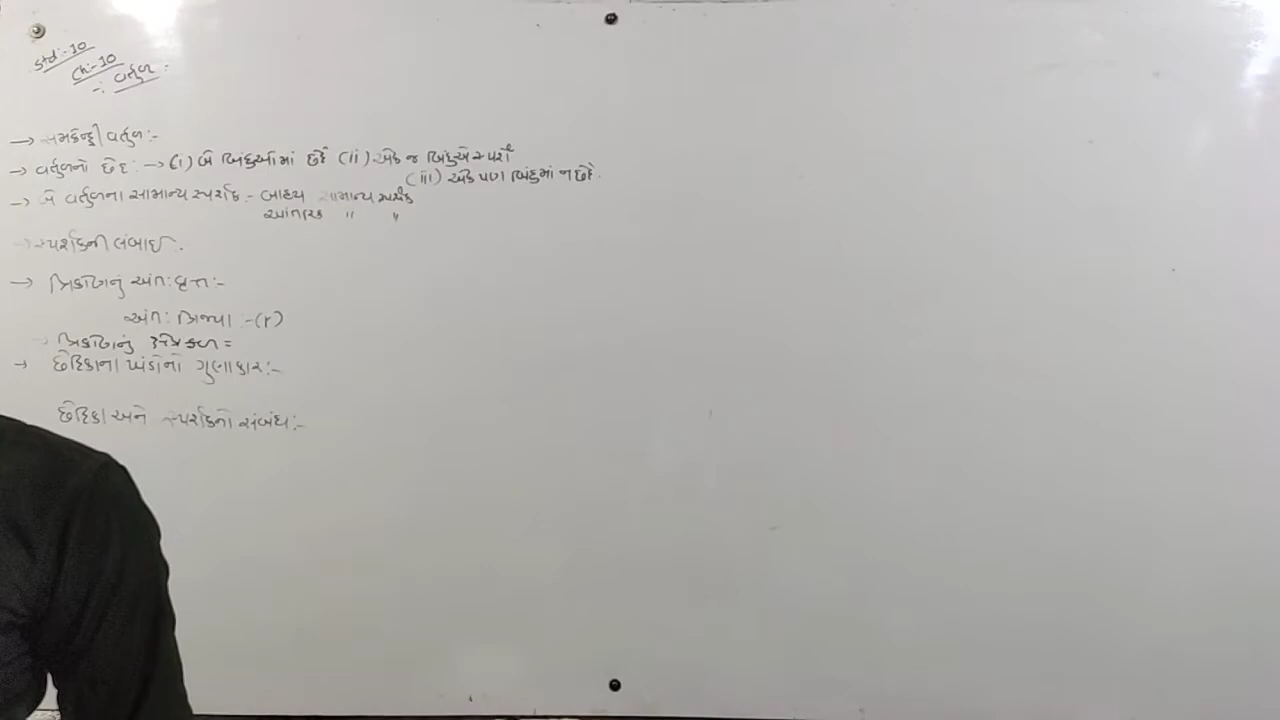 Std:-10
Ch:-10
-: વર્તુળ :
→ સમકેન્દ્રી વર્તુળ:-
→ વર્તુળનો છેદ: → (i) બે બિંદુઓમાં છેદે (ii) એક જ બિંદુએ સ્પર્શે
(iii) એક પણ બિંદુમાં ન છેદે.
→ બે વર્તુળના સામાન્ય સ્પર્શક :- બાહ્ય સામાન્ય સ્પર્શક
આંતરિક " "
→ સ્પર્શકની લંબાઈ.
→ ત્રિકોણનું અંત:વૃત્ત:-
અંત: ત્રિજ્યા :-(r)
→ ત્રિકોણનું ક્ષેત્રફળ =
→ છેદિકાના ખંડોનો ગુણાકાર:-
છેદિકા અને સ્પર્શકનો સંબંધ:-